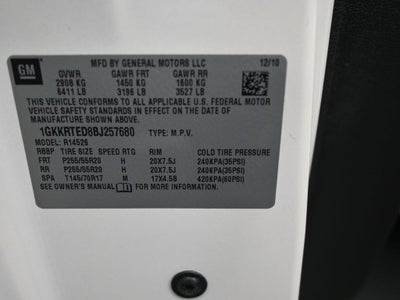 GM
MFD BY GENERAL MOTORS LLC 12/10
GVWR GAWR FRT GAWR RR
2908 KG 1450 KG 1600 KG
6411 LB 3196 LB 3527 LB
THIS VEHICLE CONFORMS TO ALL APPLICABLE U.S. FEDERAL MOTOR
VEHICLE SAFETY STANDARDS IN EFFECT ON THE DATE OF
MANUFACTURE SHOWN ABOVE.
1GKKRTED8BJ257680 TYPE: M.P.V.
MODEL: R14526
RBBP TIRE SIZE SPEED RTG RIM COLD TIRE PRESSURE
FRT P255/55R20 H 20X7.5J 240KPA(35PSI)
RR P255/55R20 H 20X7.5J 240KPA(35PSI)
SPA T145/70R17 M 17X4.5B 420KPA(60PSI)
SEE OWNER'S MANUAL FOR MORE INFORMATION.